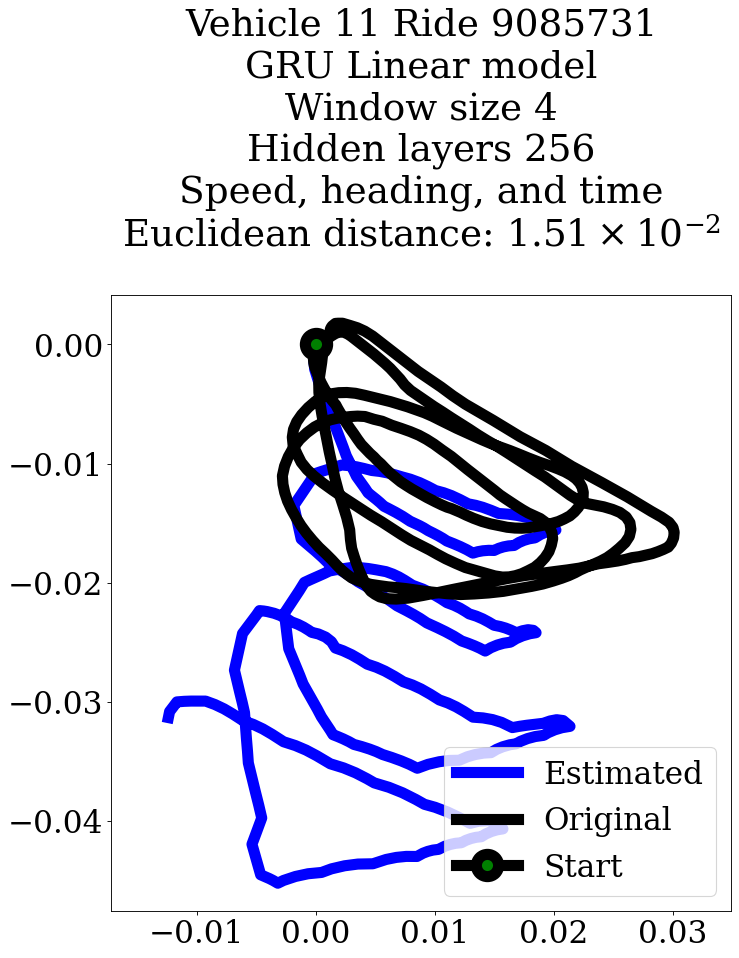 Vehicle 11 Ride 9085731
GRU Linear model
Window size 4
Hidden layers 256
Speed, heading, and time
Euclidean distance: 1.51 × 10⁻²
0.00
−0.01
−0.02
−0.03
−0.04
Estimated
Original
Start
−0.01 0.00 0.01 0.02 0.03